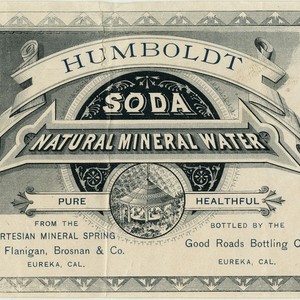 HUMBOLDT
SODA
NATURAL MINERAL WATER
PURE HEALTHFUL
FROM THE
RTESIAN MINERAL SPRING
Flanigan, Brosnan & Co.
EUREKA, CAL.
BOTTLED BY THE
Good Roads Bottling C
EUREKA, CAL.